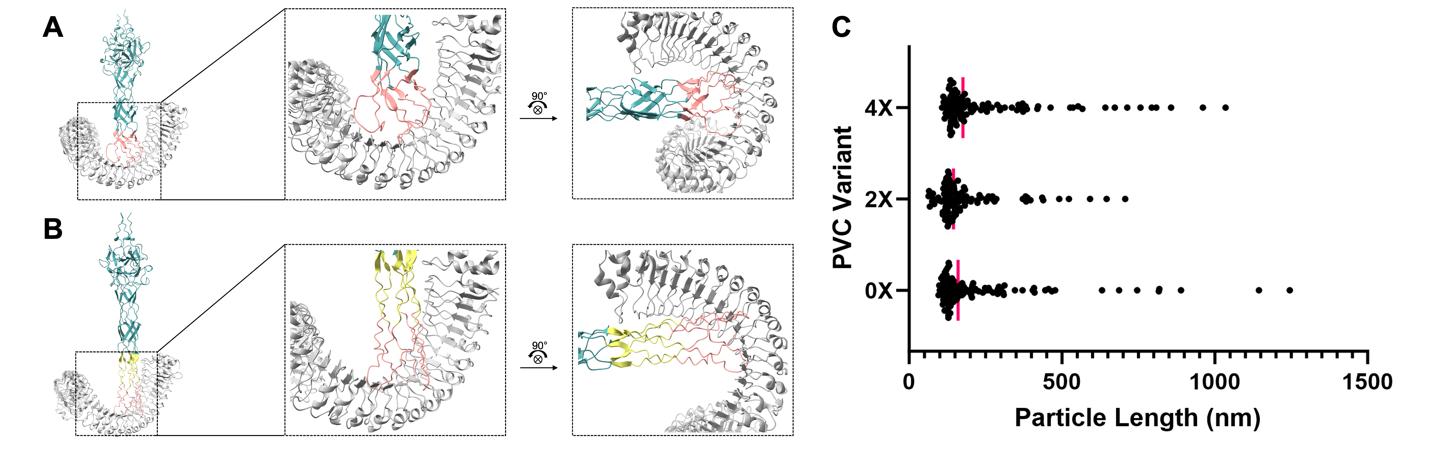 A
90°
B
90°
C
PVC Variant
4X
2X
0X
0 500 1000 1500
Particle Length (nm)